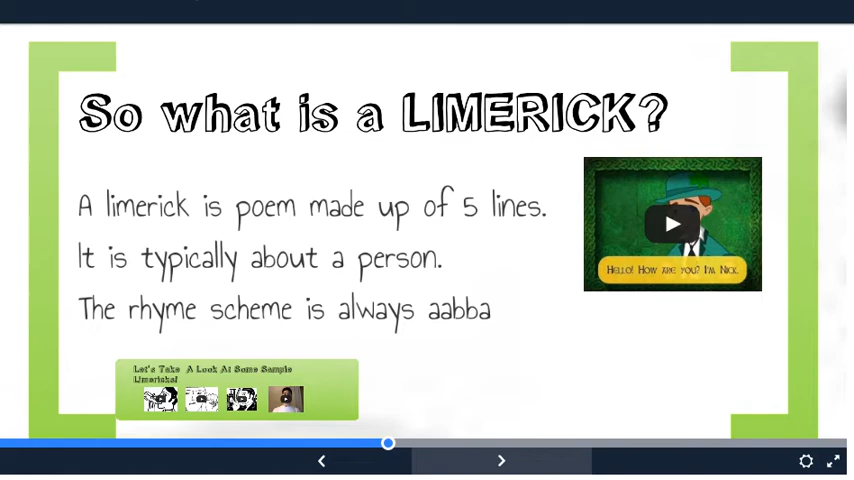 So what is a LIMERICK?
A limerick is poem made up of 5 lines.
It is typically about a person.
The rhyme scheme is always aabba
Hello! How are you? I'm Nick.
Let's Take A Look At Some Sample
Limericks!